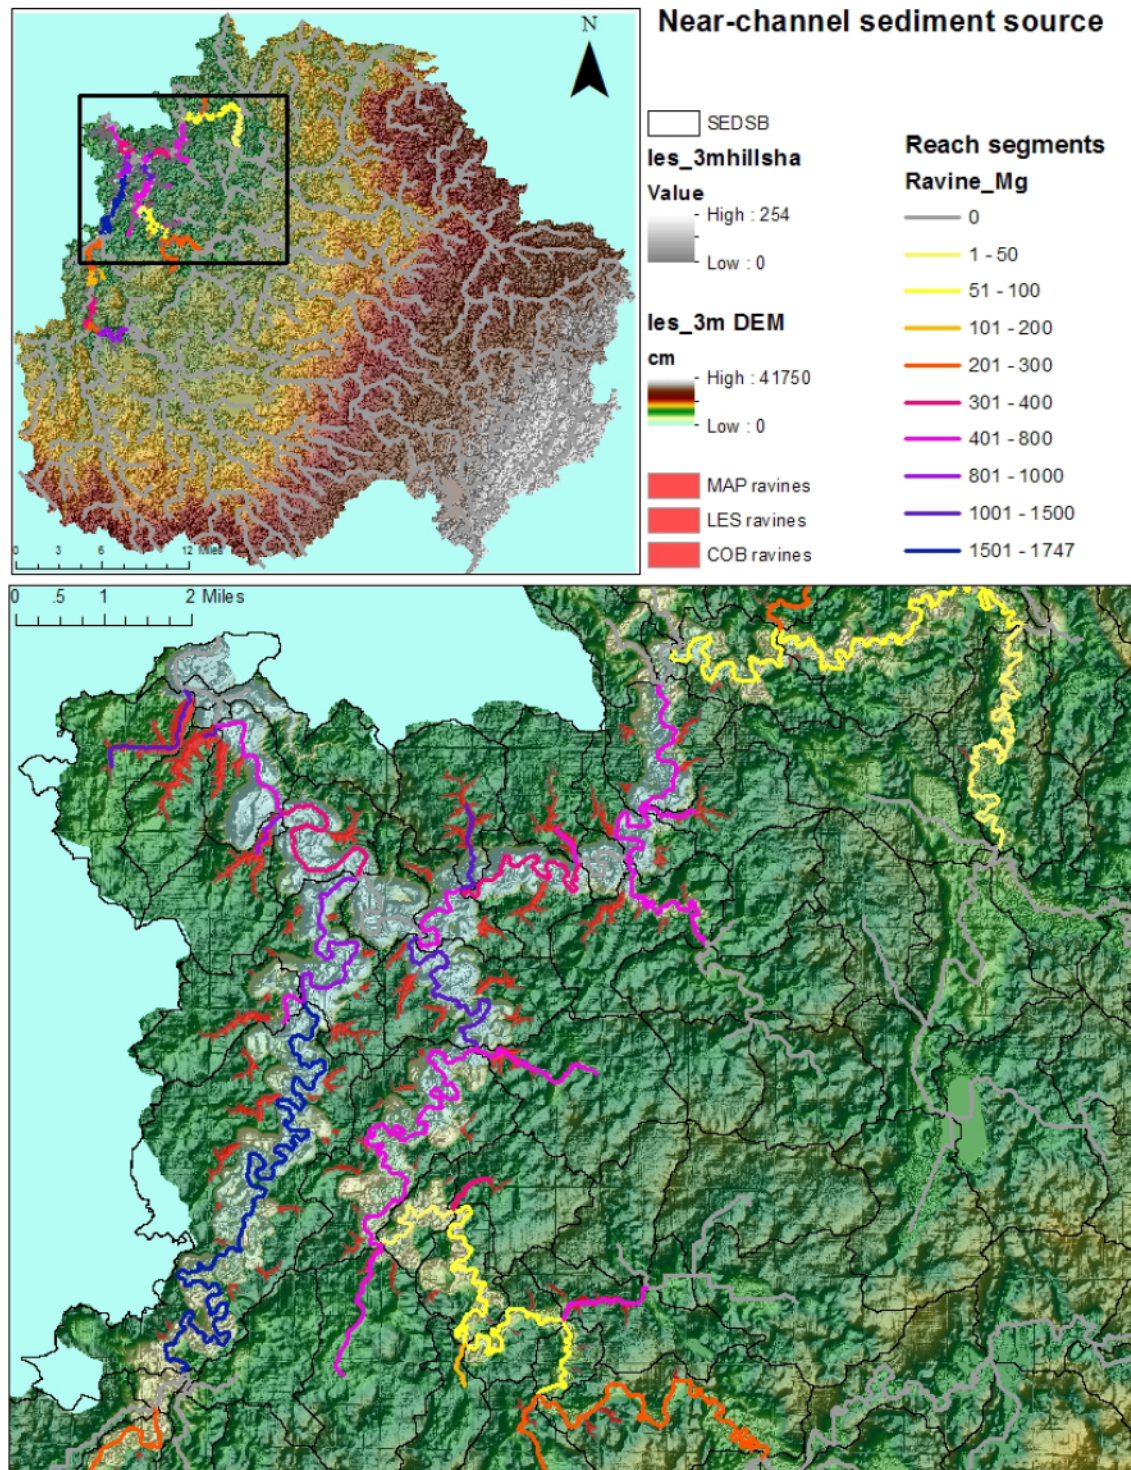 Near-channel sediment source
N
SEDSB
les_3mhillsha
Value
High : 254
Low : 0
les_3m DEM
cm
High : 41750
Low : 0
MAP ravines
LES ravines
COB ravines
Reach segments
Ravine_Mg
0
1 - 50
51 - 100
101 - 200
201 - 300
301 - 400
401 - 800
801 - 1000
1001 - 1500
1501 - 1747
0 3 6 12 Miles
0 .5 1 2 Miles